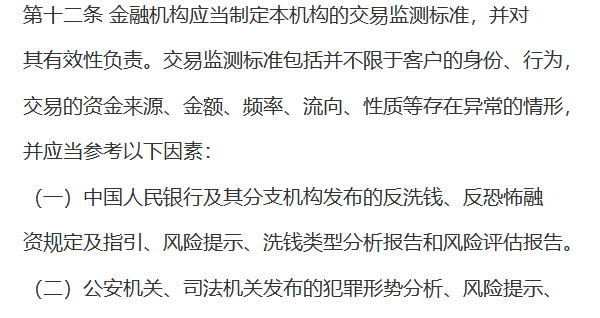 第十二条 金融机构应当制定本机构的交易监测标准，并对
其有效性负责。交易监测标准包括并不限于客户的身份、行为，
交易的资金来源、金额、频率、流向、性质等存在异常的情形，
并应当参考以下因素：
（一）中国人民银行及其分支机构发布的反洗钱、反恐怖融
资规定及指引、风险提示、洗钱类型分析报告和风险评估报告。
（二）公安机关、司法机关发布的犯罪形势分析、风险提示、